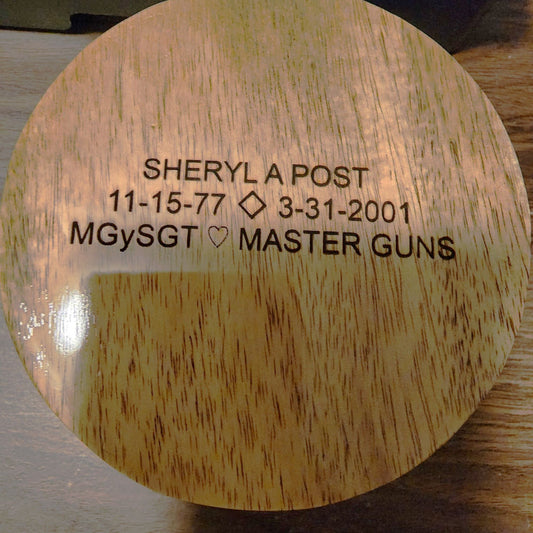 SHERYL A POST
11-15-77 ◇ 3-31-2001
MGySGT ♡ MASTER GUNS